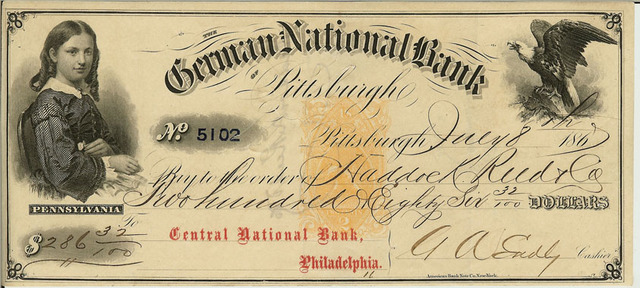 THE
German National Bank
of Pittsburgh
No. 5102
Pittsburgh, July 8th 186
Pay to the order of Haddock Reed & Co
Two hundred & Eighty Six 32/100 DOLLARS
PENNSYLVANIA
To
$286 32/100
Central National Bank,
Philadelphia.
16
Cashier
American Bank Note Co. New York.